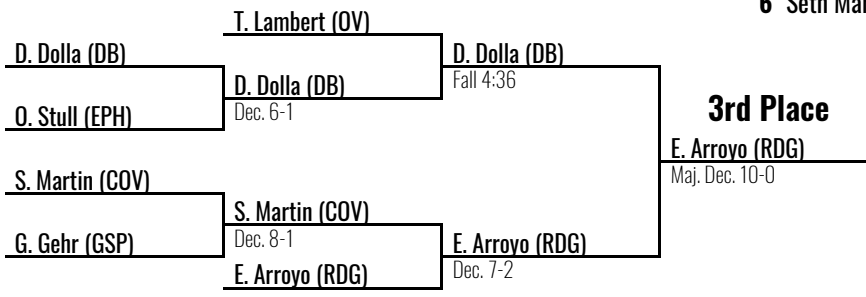 6 Seth Mar
T. Lambert (OV)
D. Dolla (DB)
D. Dolla (DB)
Fall 4:36
D. Dolla (DB)
Dec. 6-1
O. Stull (EPH)
3rd Place
E. Arroyo (RDG)
Maj. Dec. 10-0
S. Martin (COV)
S. Martin (COV)
Dec. 8-1
G. Gehr (GSP)
E. Arroyo (RDG)
Dec. 7-2
E. Arroyo (RDG)